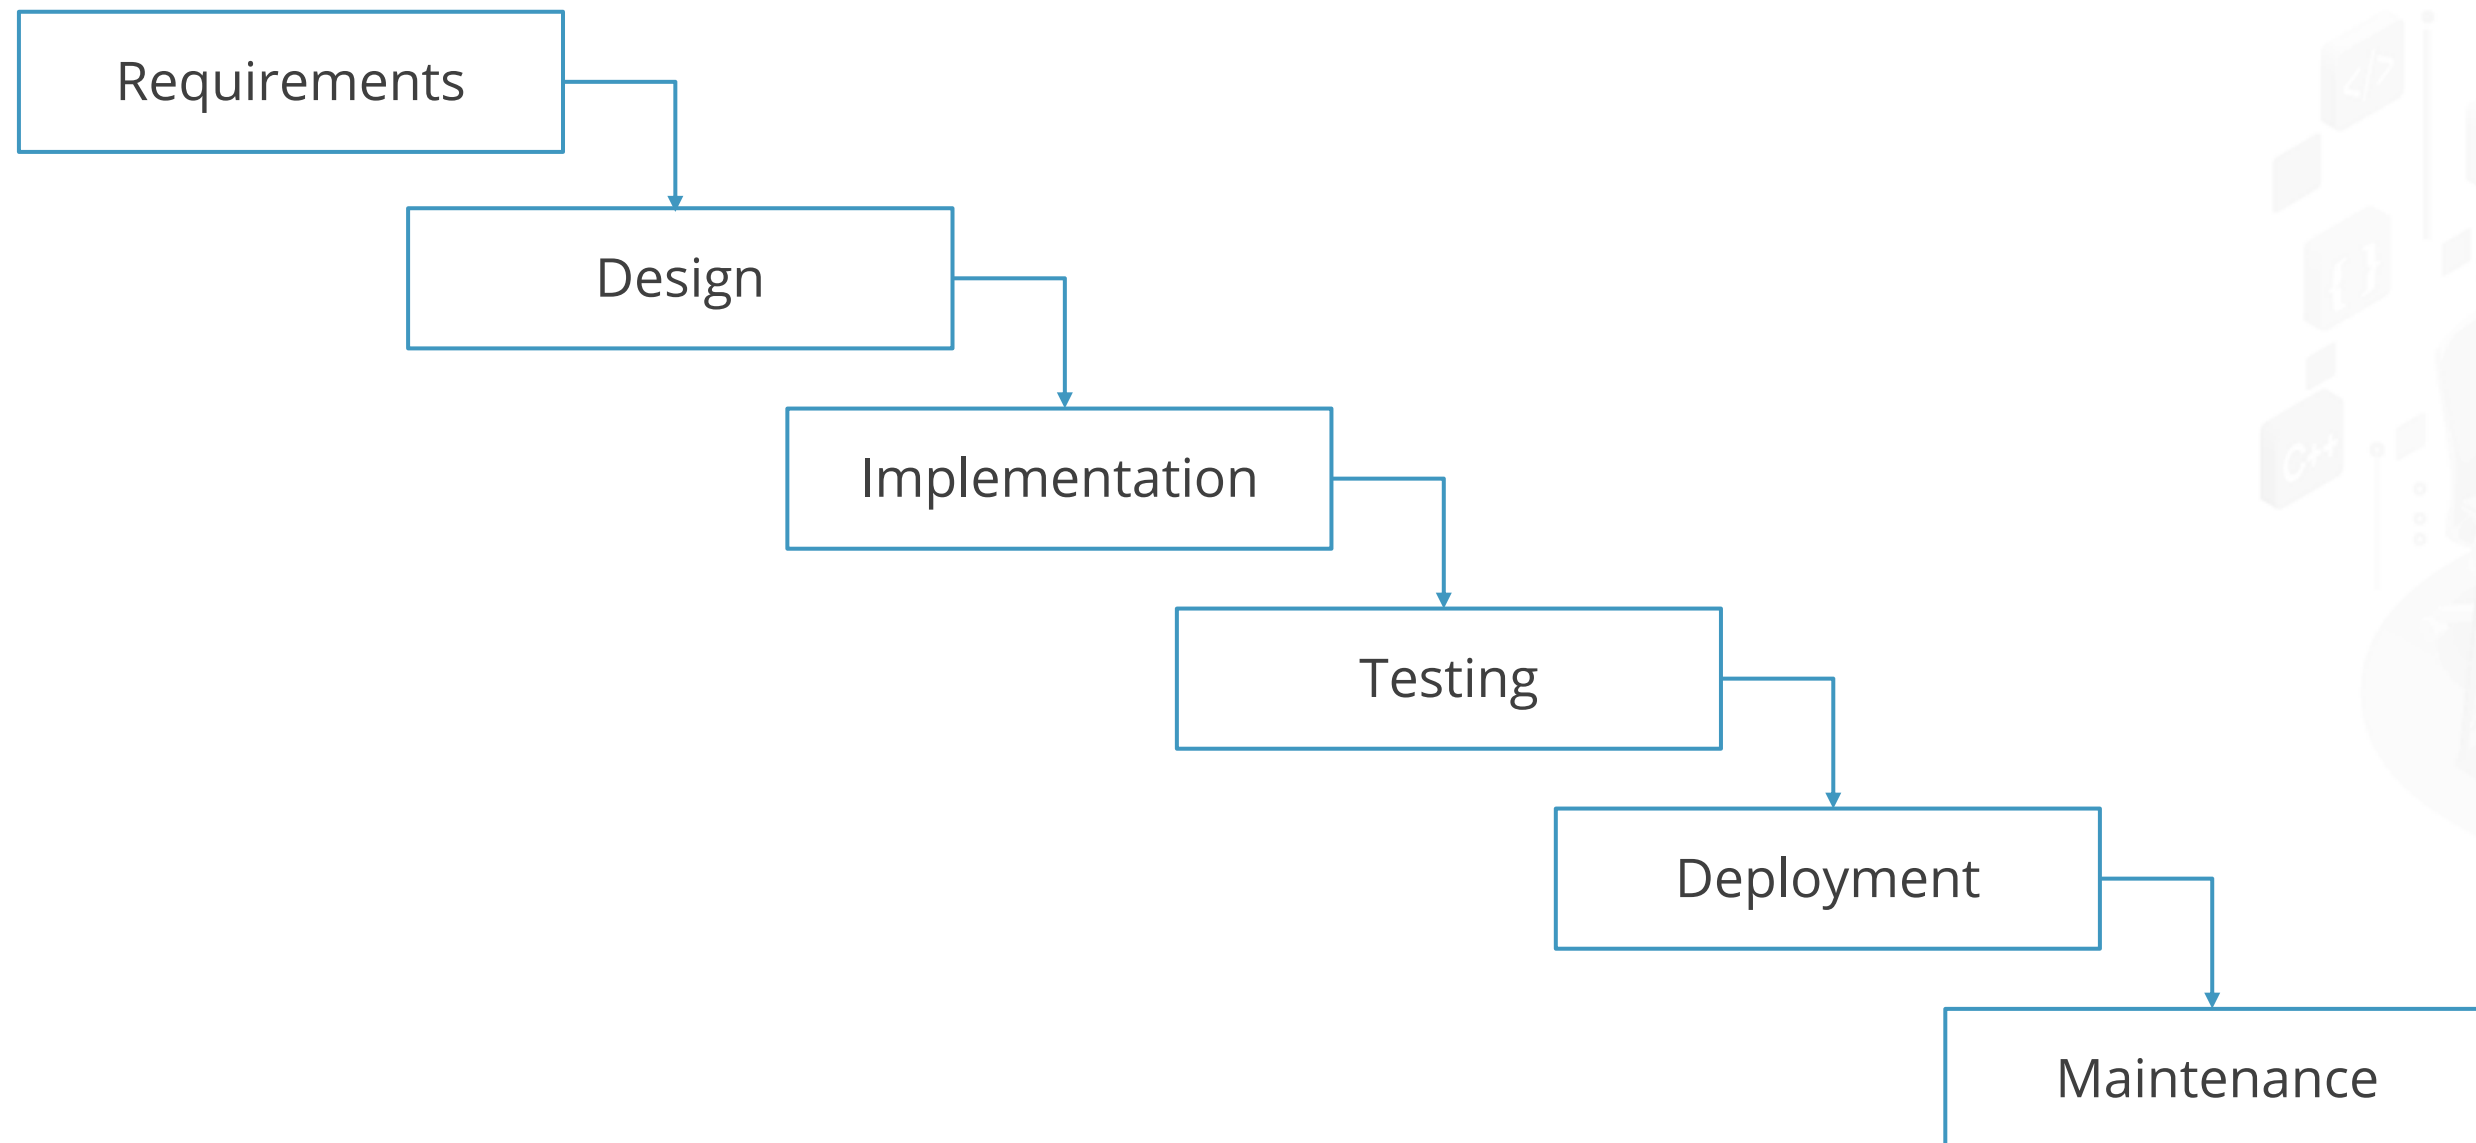 Requirements
Design
Implementation
Testing
Deployment
Maintenance
</>
{ }
C++